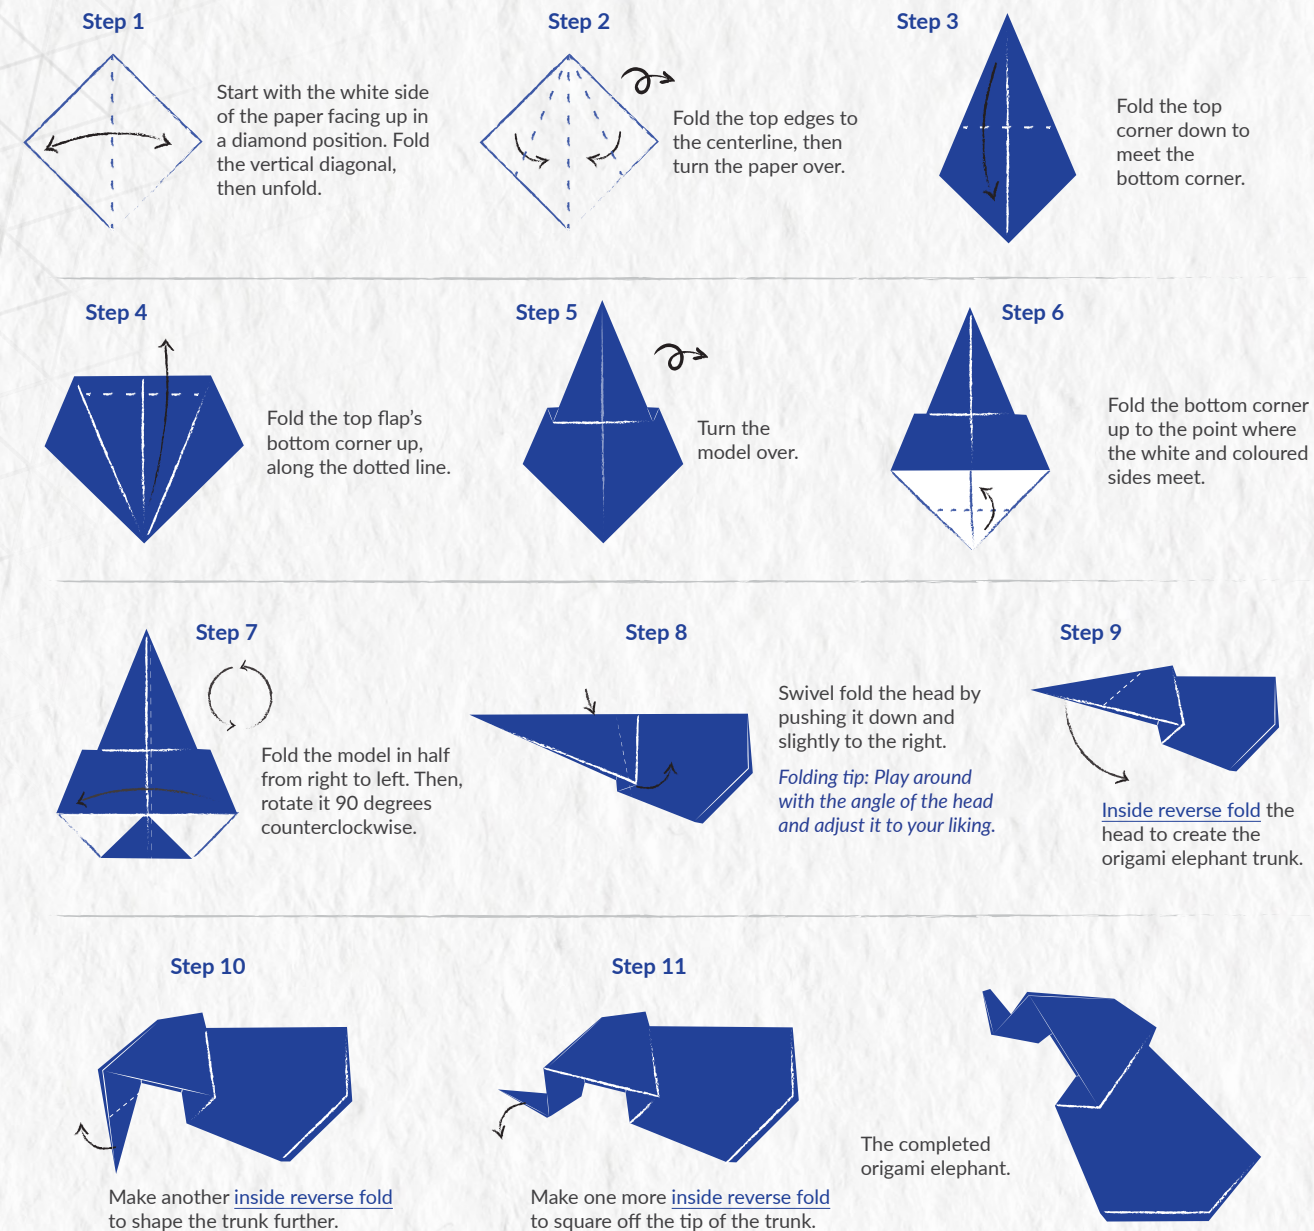 Step 1
Start with the white side
of the paper facing up in
a diamond position. Fold
the vertical diagonal,
then unfold.
Step 2
Fold the top edges to
the centerline, then
turn the paper over.
Step 3
Fold the top
corner down to
meet the
bottom corner.
Step 4
Fold the top flap’s
bottom corner up,
along the dotted line.
Step 5
Turn the
model over.
Step 6
Fold the bottom corner
up to the point where
the white and coloured
sides meet.
Step 7
Fold the model in half
from right to left. Then,
rotate it 90 degrees
counterclockwise.
Step 8
Swivel fold the head by
pushing it down and
slightly to the right.
Folding tip: Play around
with the angle of the head
and adjust it to your liking.
Step 9
Inside reverse fold the
head to create the
origami elephant trunk.
Step 10
Make another inside reverse fold
to shape the trunk further.
Step 11
Make one more inside reverse fold
to square off the tip of the trunk.
The completed
origami elephant.